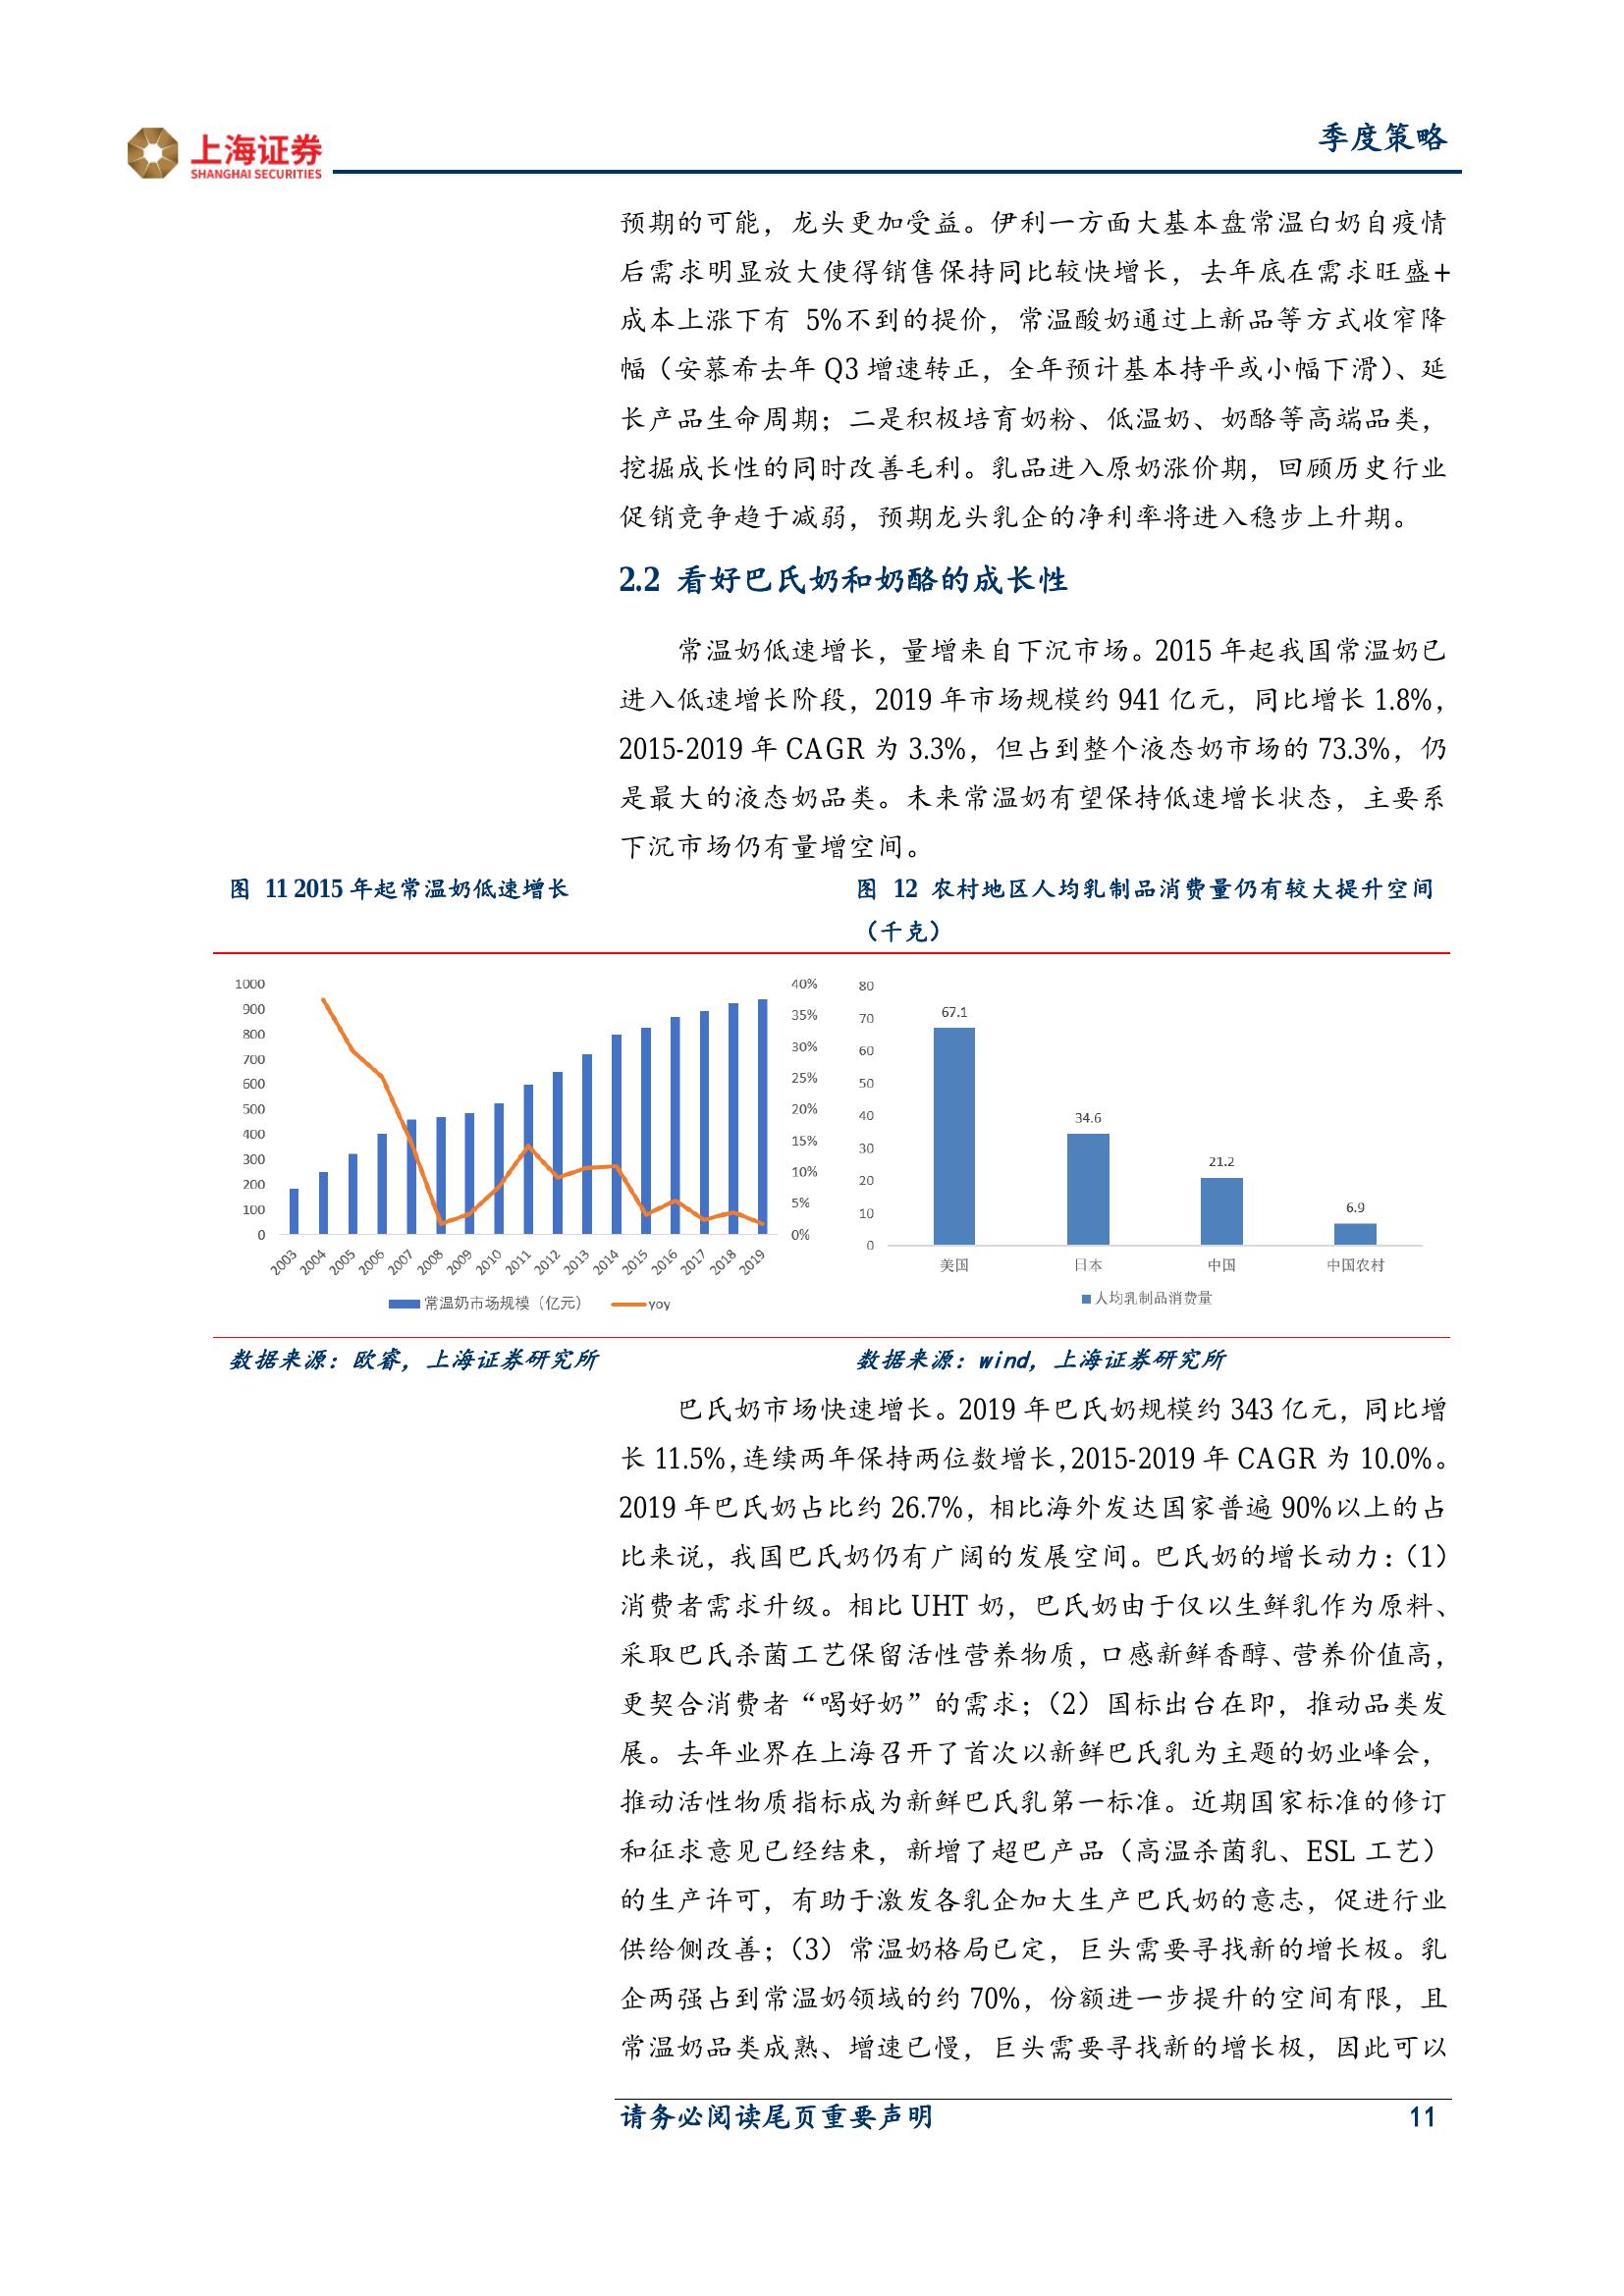 上海证券
SHANGHAI SECURITIES
季度策略
预期的可能，龙头更加受益。伊利一方面大基本盘常温白奶自疫情
后需求明显放大使得销售保持同比较快增长，去年底在需求旺盛+
成本上涨下有 5%不到的提价，常温酸奶通过上新品等方式收窄降
幅（安慕希去年 Q3 增速转正，全年预计基本持平或小幅下滑）、延
长产品生命周期；二是积极培育奶粉、低温奶、奶酪等高端品类，
挖掘成长性的同时改善毛利。乳品进入原奶涨价期，回顾历史行业
促销竞争趋于减弱，预期龙头乳企的净利率将进入稳步上升期。
2.2 看好巴氏奶和奶酪的成长性
常温奶低速增长，量增来自下沉市场。2015 年起我国常温奶已
进入低速增长阶段，2019 年市场规模约 941 亿元，同比增长 1.8%，
2015-2019 年 CAGR 为 3.3%，但占到整个液态奶市场的 73.3%，仍
是最大的液态奶品类。未来常温奶有望保持低速增长状态，主要系
下沉市场仍有量增空间。
图 11 2015 年起常温奶低速增长
图 12 农村地区人均乳制品消费量仍有较大提升空间
（千克）
1000
900
800
700
600
500
400
300
200
100
0
40%
35%
30%
25%
20%
15%
10%
5%
0%
2003 2004 2005 2006 2007 2008 2009 2010 2011 2012 2013 2014 2015 2016 2017 2018 2019
常温奶市场规模（亿元） yoy
80
70
60
50
40
30
20
10
0
67.1
34.6
21.2
6.9
美国 日本 中国 中国农村
人均乳制品消费量
数据来源：欧睿，上海证券研究所
数据来源：wind，上海证券研究所
巴氏奶市场快速增长。2019 年巴氏奶规模约 343 亿元，同比增
长 11.5%，连续两年保持两位数增长，2015-2019 年 CAGR 为 10.0%。
2019 年巴氏奶占比约 26.7%，相比海外发达国家普遍 90%以上的占
比来说，我国巴氏奶仍有广阔的发展空间。巴氏奶的增长动力：（1）
消费者需求升级。相比 UHT 奶，巴氏奶由于仅以生鲜乳作为原料、
采取巴氏杀菌工艺保留活性营养物质，口感新鲜香醇、营养价值高，
更契合消费者“喝好奶”的需求；（2）国标出台在即，推动品类发
展。去年业界在上海召开了首次以新鲜巴氏乳为主题的奶业峰会，
推动活性物质指标成为新鲜巴氏乳第一标准。近期国家标准的修订
和征求意见已经结束，新增了超巴产品（高温杀菌乳、ESL 工艺）
的生产许可，有助于激发各乳企加大生产巴氏奶的意志，促进行业
供给侧改善；（3）常温奶格局已定，巨头需要寻找新的增长极。乳
企两强占到常温奶领域的约 70%，份额进一步提升的空间有限，且
常温奶品类成熟、增速已慢，巨头需要寻找新的增长极，因此可以
请务必阅读尾页重要声明
11